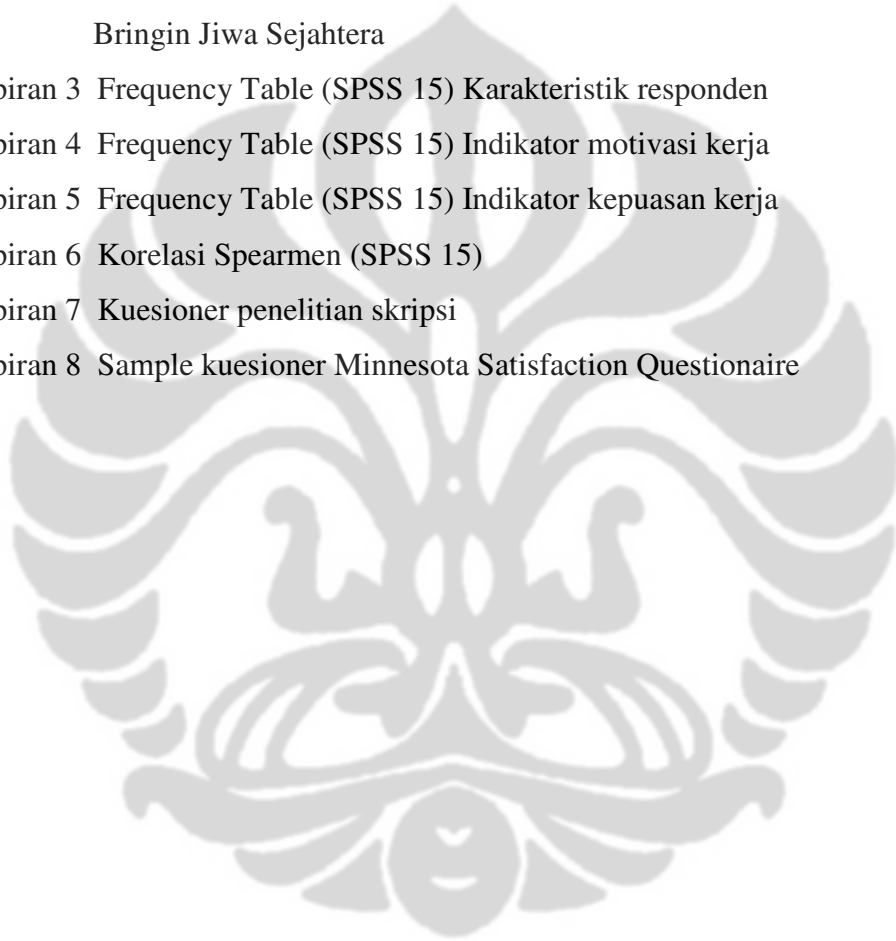 Bringin Jiwa Sejahtera
piran 3 Frequency Table (SPSS 15) Karakteristik responden
piran 4 Frequency Table (SPSS 15) Indikator motivasi kerja
piran 5 Frequency Table (SPSS 15) Indikator kepuasan kerja
piran 6 Korelasi Spearmen (SPSS 15)
piran 7 Kuesioner penelitian skripsi
piran 8 Sample kuesioner Minnesota Satisfaction Questionaire